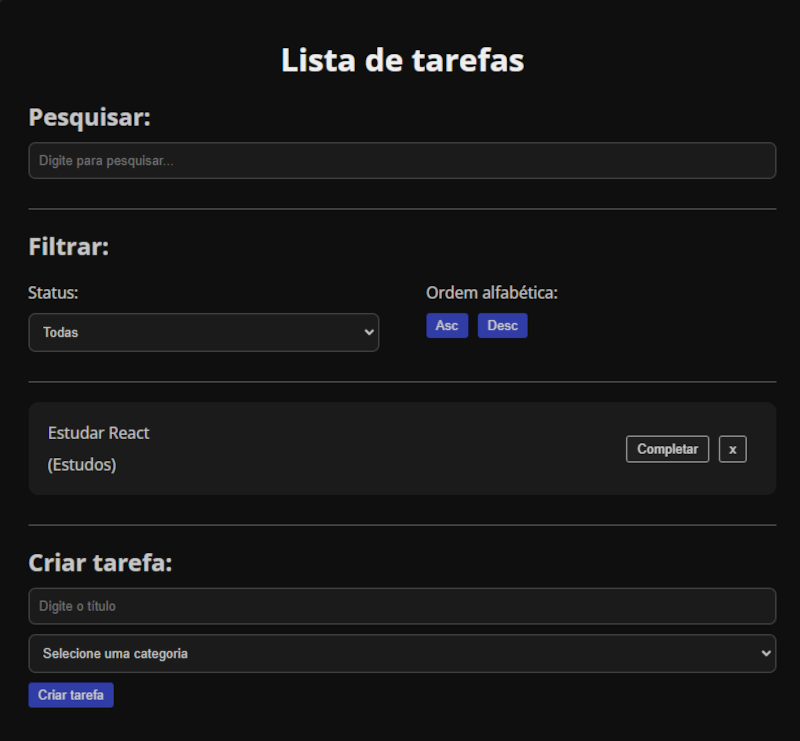 Lista de tarefas
Pesquisar:
Digite para pesquisar...
Filtrar:
Status:
Todas
Ordem alfabética:
Asc Desc
Estudar React
(Estudos)
Completar x
Criar tarefa:
Digite o título
Selecione uma categoria
Criar tarefa